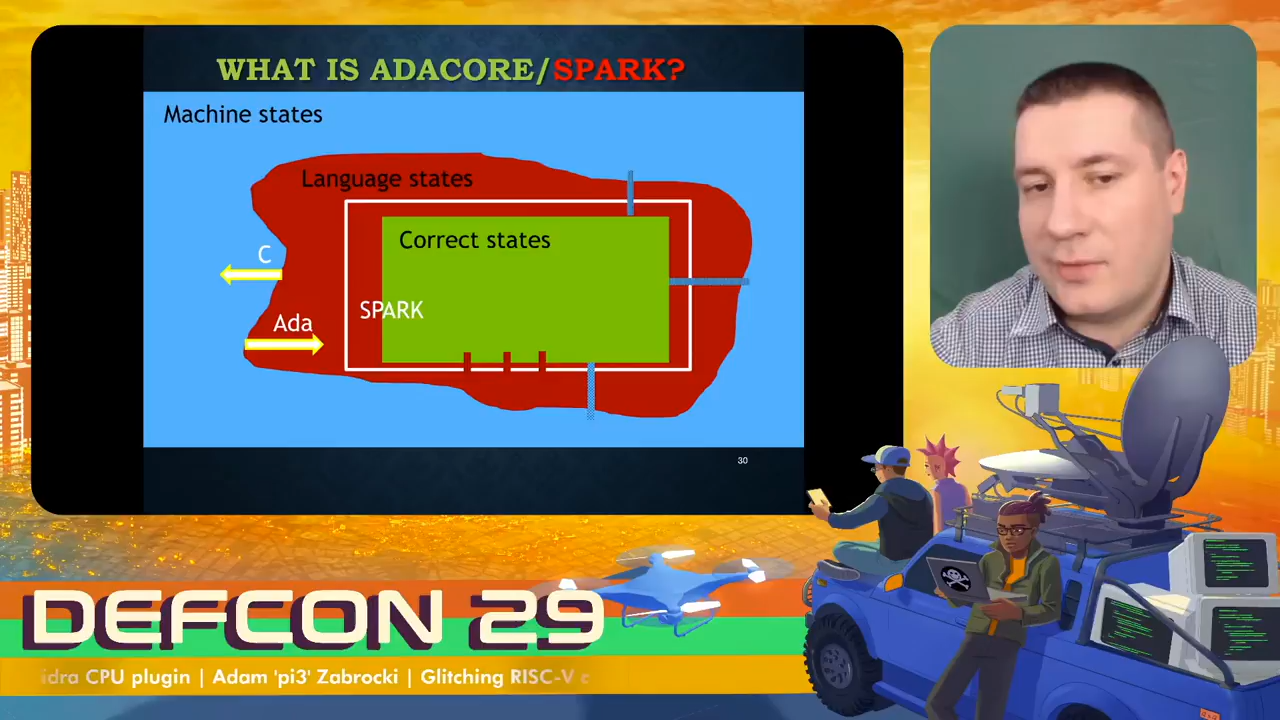 WHAT IS ADACORE/SPARK?
Machine states
Language states
Correct states
C
SPARK
Ada
30
DEFCON 29
idra CPU plugin | Adam 'pi3' Zabrocki | Glitching RISC-V c